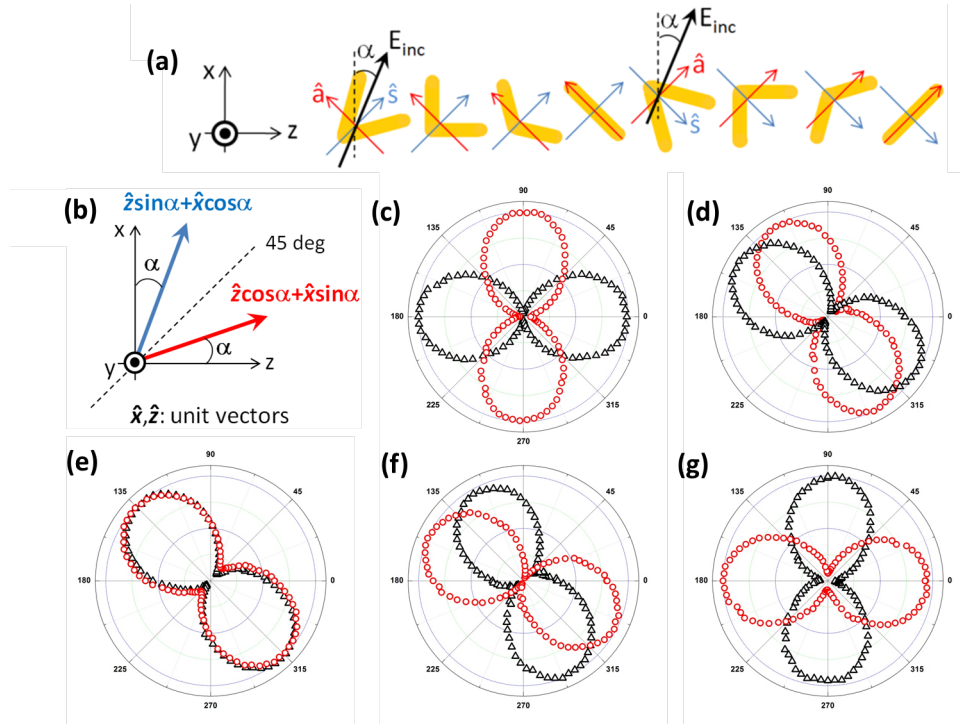 (a)
x
y
z
α
E_inc
â
ŝ
α
E_inc
â
ŝ
(b)
ẑsinα+x̂cosα
x
α
45 deg
ẑcosα+x̂sinα
α
y
z
x̂,ẑ: unit vectors
(c)
90
135
45
180
0
225
315
270
(d)
90
135
45
180
0
225
315
270
(e)
90
135
45
180
0
225
315
270
(f)
90
135
45
180
0
225
315
270
(g)
90
135
45
180
0
225
315
270